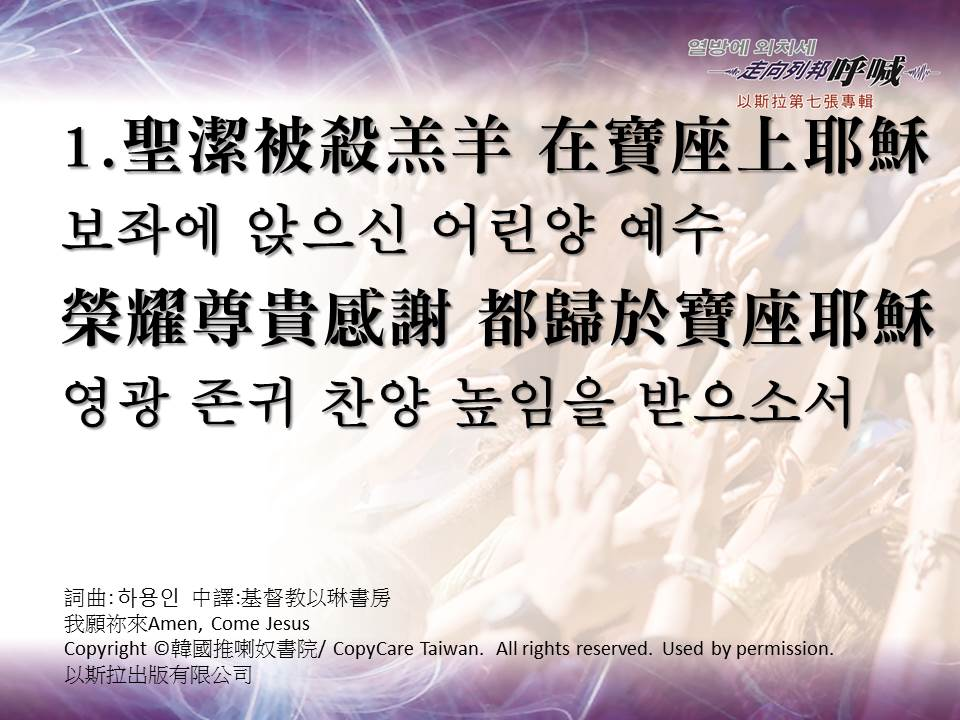 열방에 외치세
走向列邦呼喊
以斯拉第七張專輯
1.聖潔被殺羔羊 在寶座上耶穌
보좌에 앉으신 어린양 예수
榮耀尊貴感謝 都歸於寶座耶穌
영광 존귀 찬양 높임을 받으소서
詞曲:하용인 中譯:基督教以琳書房
我願祢來Amen, Come Jesus
Copyright ©韓國推喇奴書院/ CopyCare Taiwan. All rights reserved. Used by permission.
以斯拉出版有限公司